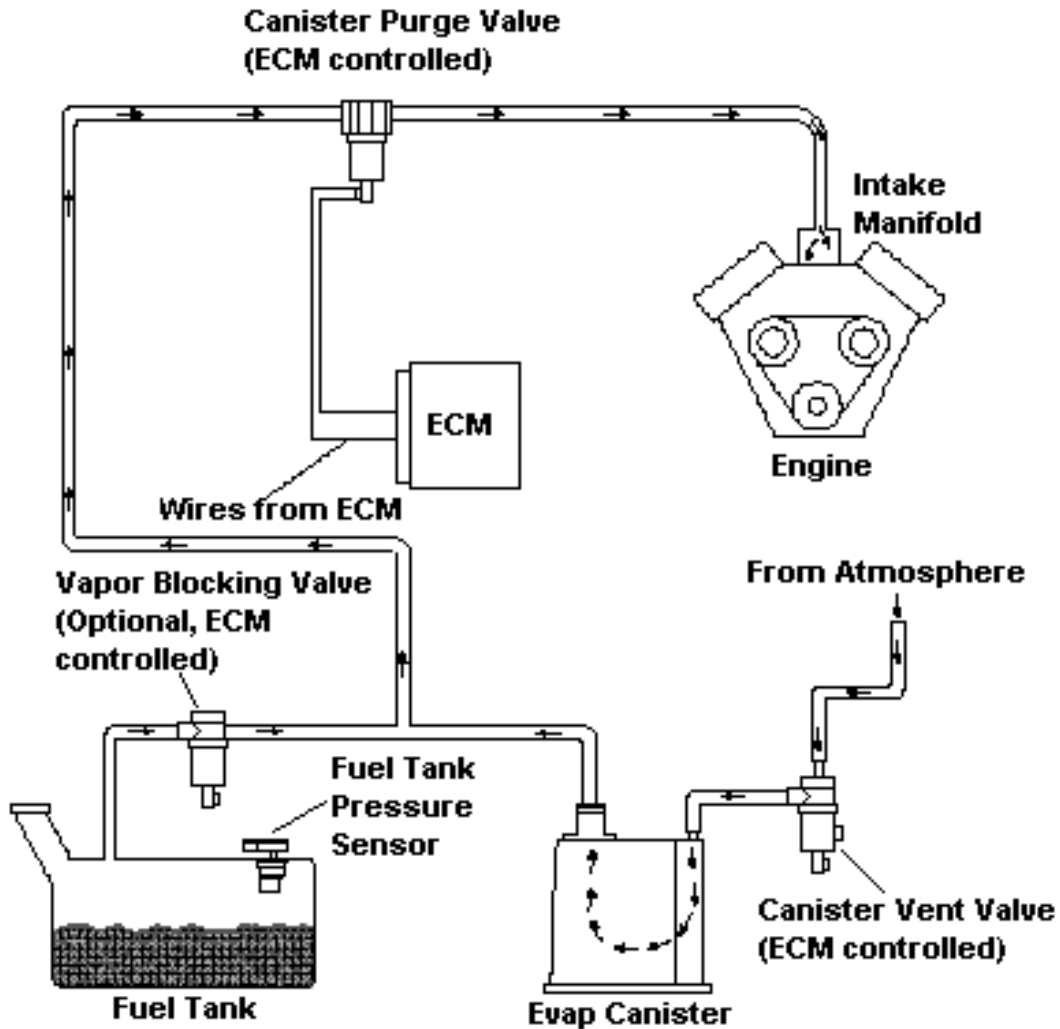 Canister Purge Valve
(ECM controlled)
Intake
Manifold
ECM
Engine
Wires from ECM
Vapor Blocking Valve
(Optional, ECM
controlled)
From Atmosphere
Fuel Tank
Pressure
Sensor
Canister Vent Valve
(ECM controlled)
Fuel Tank
Evap Canister